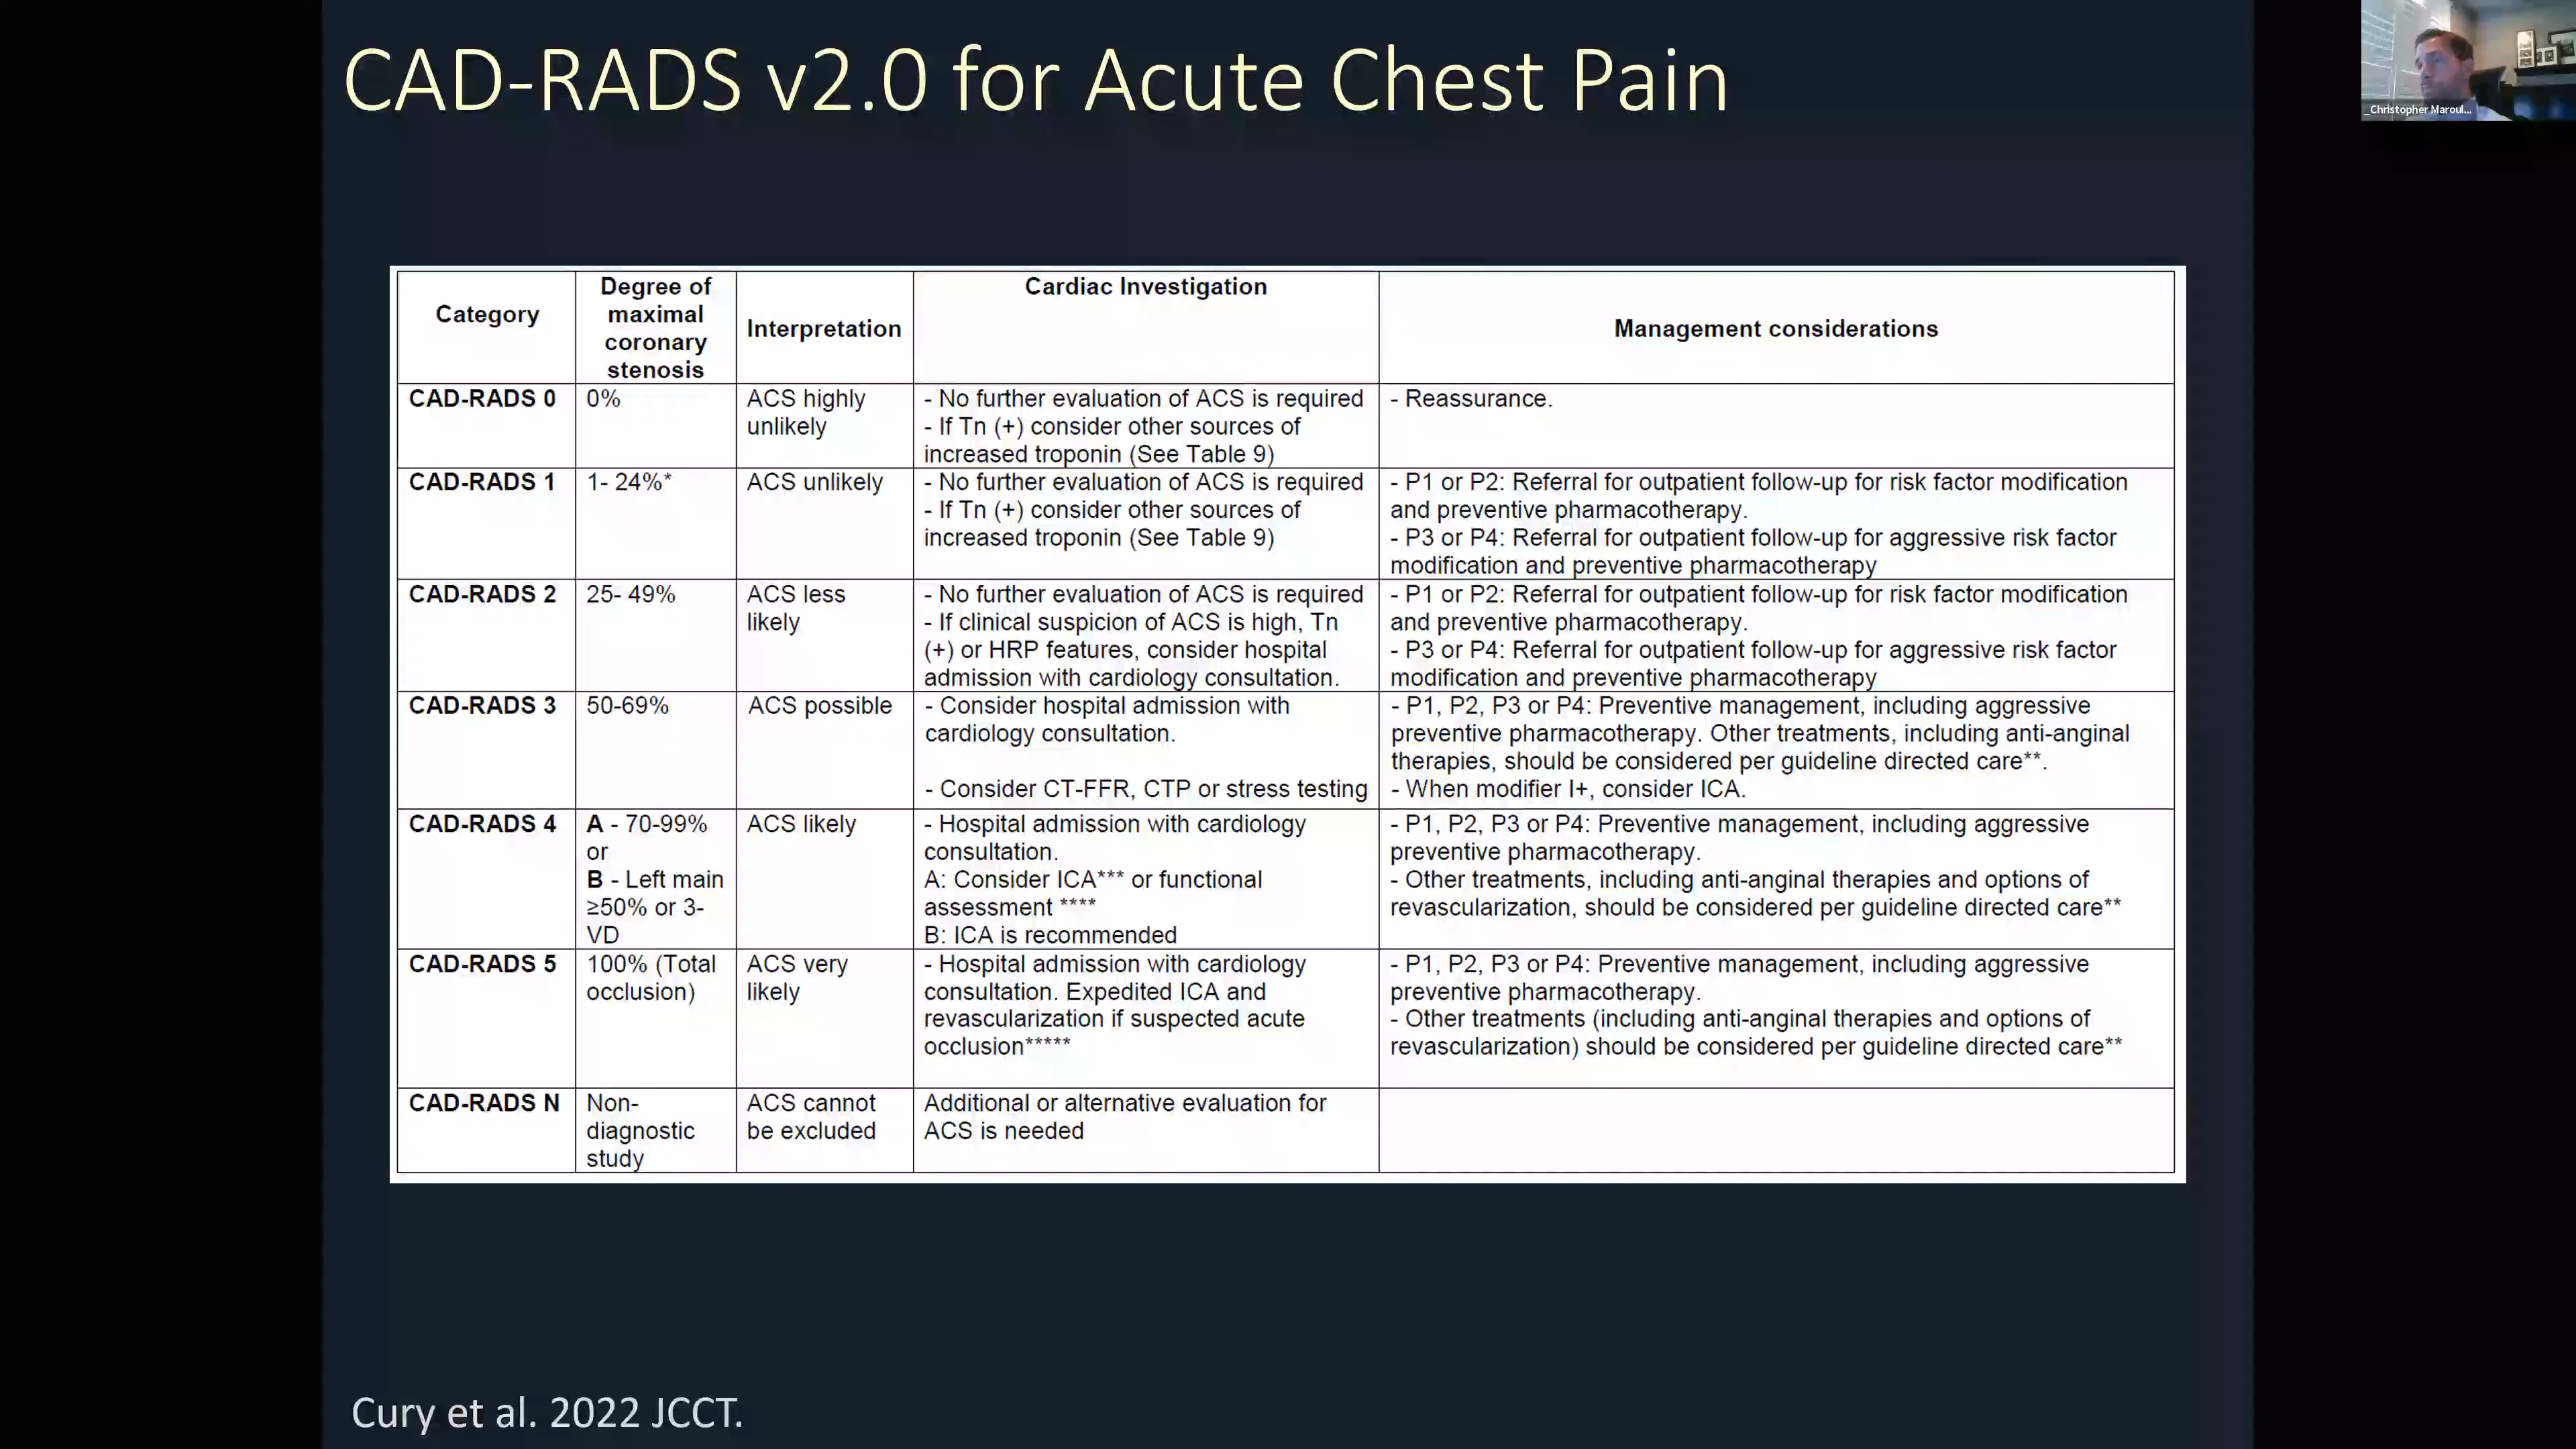 CAD-RADS v2.0 for Acute Chest Pain
_Christopher Maroul...
Category
Degree of
maximal
coronary
stenosis
Interpretation
Cardiac Investigation
Management considerations
CAD-RADS 0
0%
ACS highly
unlikely
- No further evaluation of ACS is required
- If Tn (+) consider other sources of
increased troponin (See Table 9)
- Reassurance.
CAD-RADS 1
1- 24%*
ACS unlikely
- No further evaluation of ACS is required
- If Tn (+) consider other sources of
increased troponin (See Table 9)
- P1 or P2: Referral for outpatient follow-up for risk factor modification
and preventive pharmacotherapy.
- P3 or P4: Referral for outpatient follow-up for aggressive risk factor
modification and preventive pharmacotherapy
CAD-RADS 2
25- 49%
ACS less
likely
- No further evaluation of ACS is required
- If clinical suspicion of ACS is high, Tn
(+) or HRP features, consider hospital
admission with cardiology consultation.
- P1 or P2: Referral for outpatient follow-up for risk factor modification
and preventive pharmacotherapy.
- P3 or P4: Referral for outpatient follow-up for aggressive risk factor
modification and preventive pharmacotherapy
CAD-RADS 3
50-69%
ACS possible
- Consider hospital admission with
cardiology consultation.
- Consider CT-FFR, CTP or stress testing
- P1, P2, P3 or P4: Preventive management, including aggressive
preventive pharmacotherapy. Other treatments, including anti-anginal
therapies, should be considered per guideline directed care**.
- When modifier I+, consider ICA.
CAD-RADS 4
A - 70-99%
or
B - Left main
≥50% or 3-
VD
ACS likely
- Hospital admission with cardiology
consultation.
A: Consider ICA*** or functional
assessment ****
B: ICA is recommended
- P1, P2, P3 or P4: Preventive management, including aggressive
preventive pharmacotherapy.
- Other treatments, including anti-anginal therapies and options of
revascularization, should be considered per guideline directed care**
CAD-RADS 5
100% (Total
occlusion)
ACS very
likely
- Hospital admission with cardiology
consultation. Expedited ICA and
revascularization if suspected acute
occlusion*****
- P1, P2, P3 or P4: Preventive management, including aggressive
preventive pharmacotherapy.
- Other treatments (including anti-anginal therapies and options of
revascularization) should be considered per guideline directed care**
CAD-RADS N
Non-
diagnostic
study
ACS cannot
be excluded
Additional or alternative evaluation for
ACS is needed
Cury et al. 2022 JCCT.